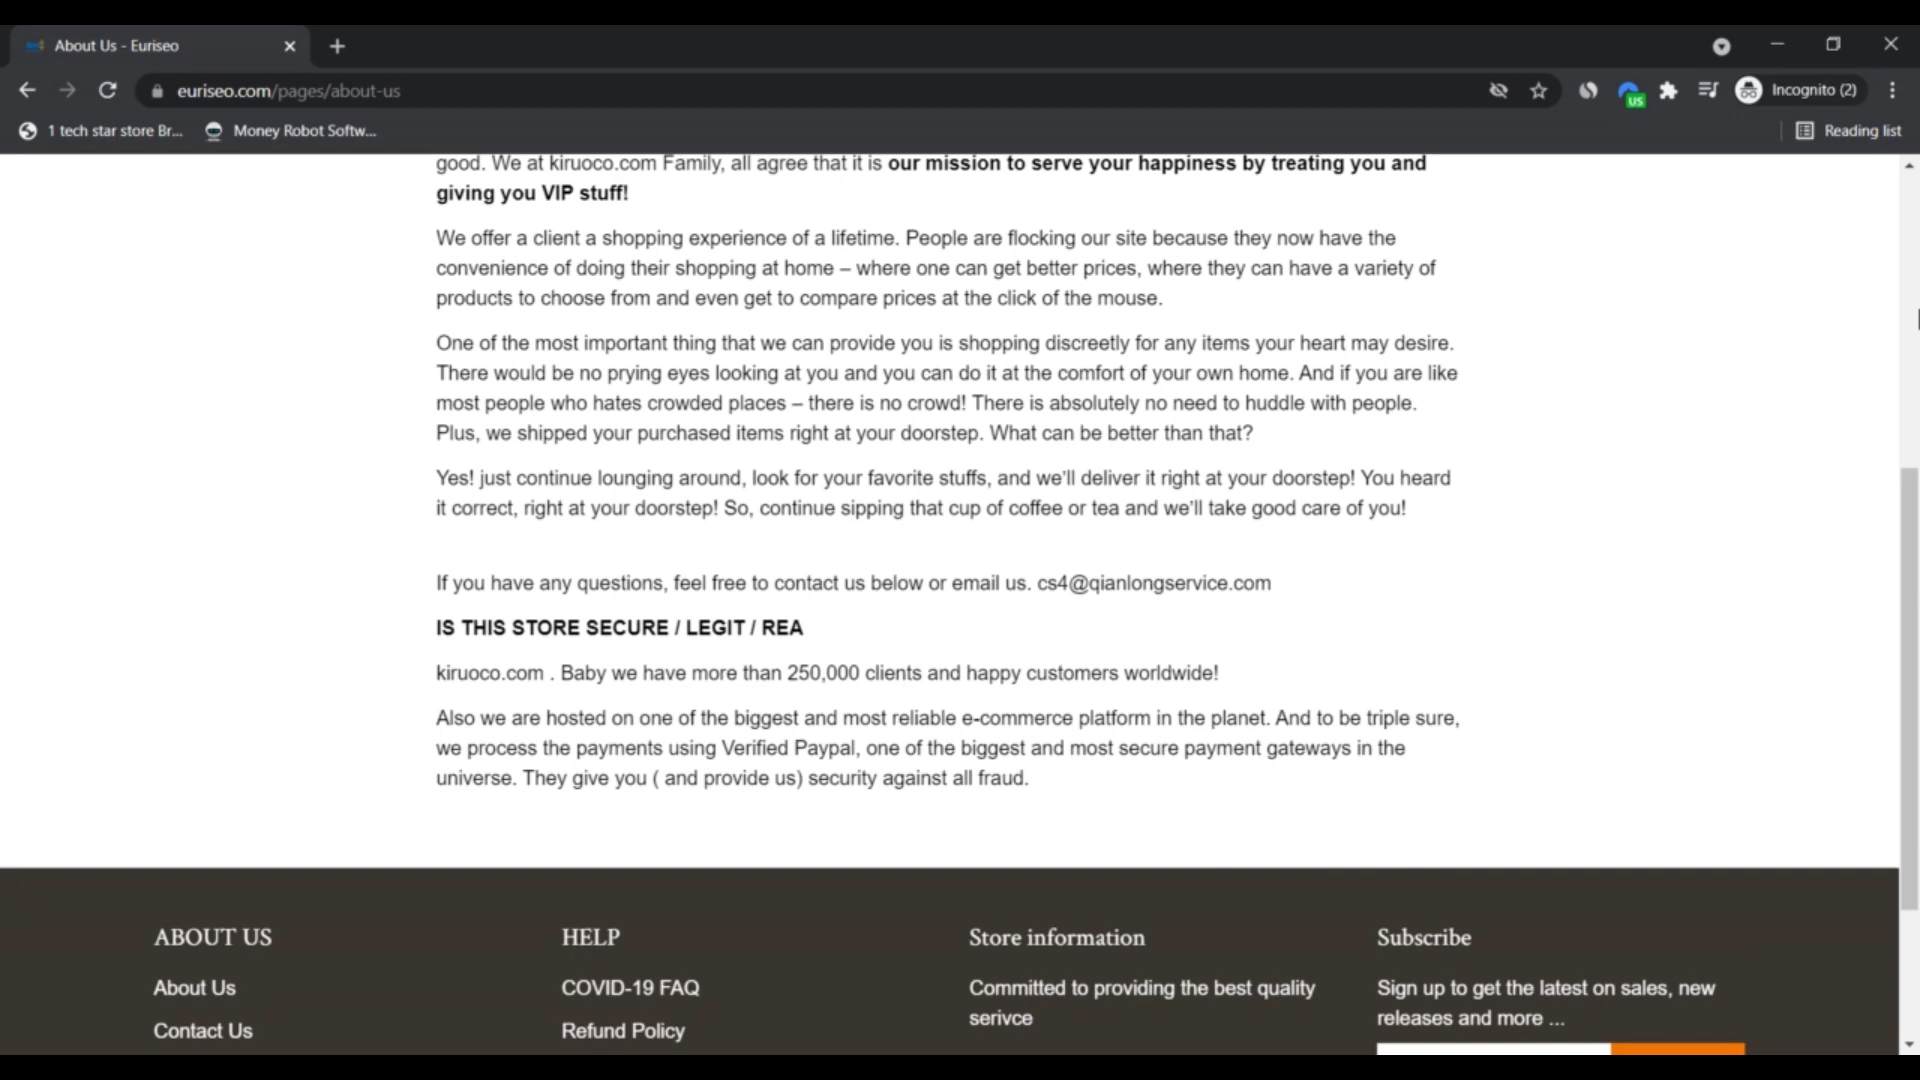 About Us - Euriseo
euriseo.com/pages/about-us
US
Incognito (2)
1 tech star store Br...
Money Robot Softw...
Reading list
good. We at kiruoco.com Family, all agree that it is our mission to serve your happiness by treating you and
giving you VIP stuff!
We offer a client a shopping experience of a lifetime. People are flocking our site because they now have the
convenience of doing their shopping at home – where one can get better prices, where they can have a variety of
products to choose from and even get to compare prices at the click of the mouse.
One of the most important thing that we can provide you is shopping discreetly for any items your heart may desire.
There would be no prying eyes looking at you and you can do it at the comfort of your own home. And if you are like
most people who hates crowded places – there is no crowd! There is absolutely no need to huddle with people.
Plus, we shipped your purchased items right at your doorstep. What can be better than that?
Yes! just continue lounging around, look for your favorite stuffs, and we'll deliver it right at your doorstep! You heard
it correct, right at your doorstep! So, continue sipping that cup of coffee or tea and we'll take good care of you!
If you have any questions, feel free to contact us below or email us. cs4@qianlongservice.com
IS THIS STORE SECURE / LEGIT / REA
kiruoco.com . Baby we have more than 250,000 clients and happy customers worldwide!
Also we are hosted on one of the biggest and most reliable e-commerce platform in the planet. And to be triple sure,
we process the payments using Verified Paypal, one of the biggest and most secure payment gateways in the
universe. They give you ( and provide us) security against all fraud.
ABOUT US
About Us
Contact Us
HELP
COVID-19 FAQ
Refund Policy
Store information
Committed to providing the best quality
serivce
Subscribe
Sign up to get the latest on sales, new
releases and more ...